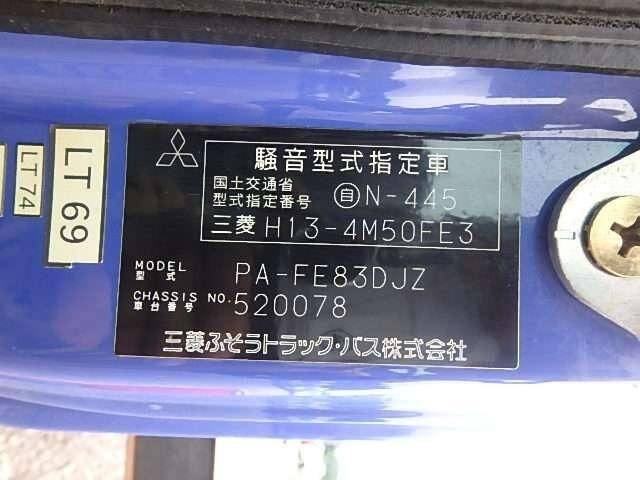 LT74
LT 69
騒音型式指定車
国土交通省
型式指定番号 自N-445
三菱 H13-4M50FE3
MODEL
型式 PA-FE83DJZ
CHASSIS NO.
車台番号 520078
三菱ふそうトラック・バス株式会社